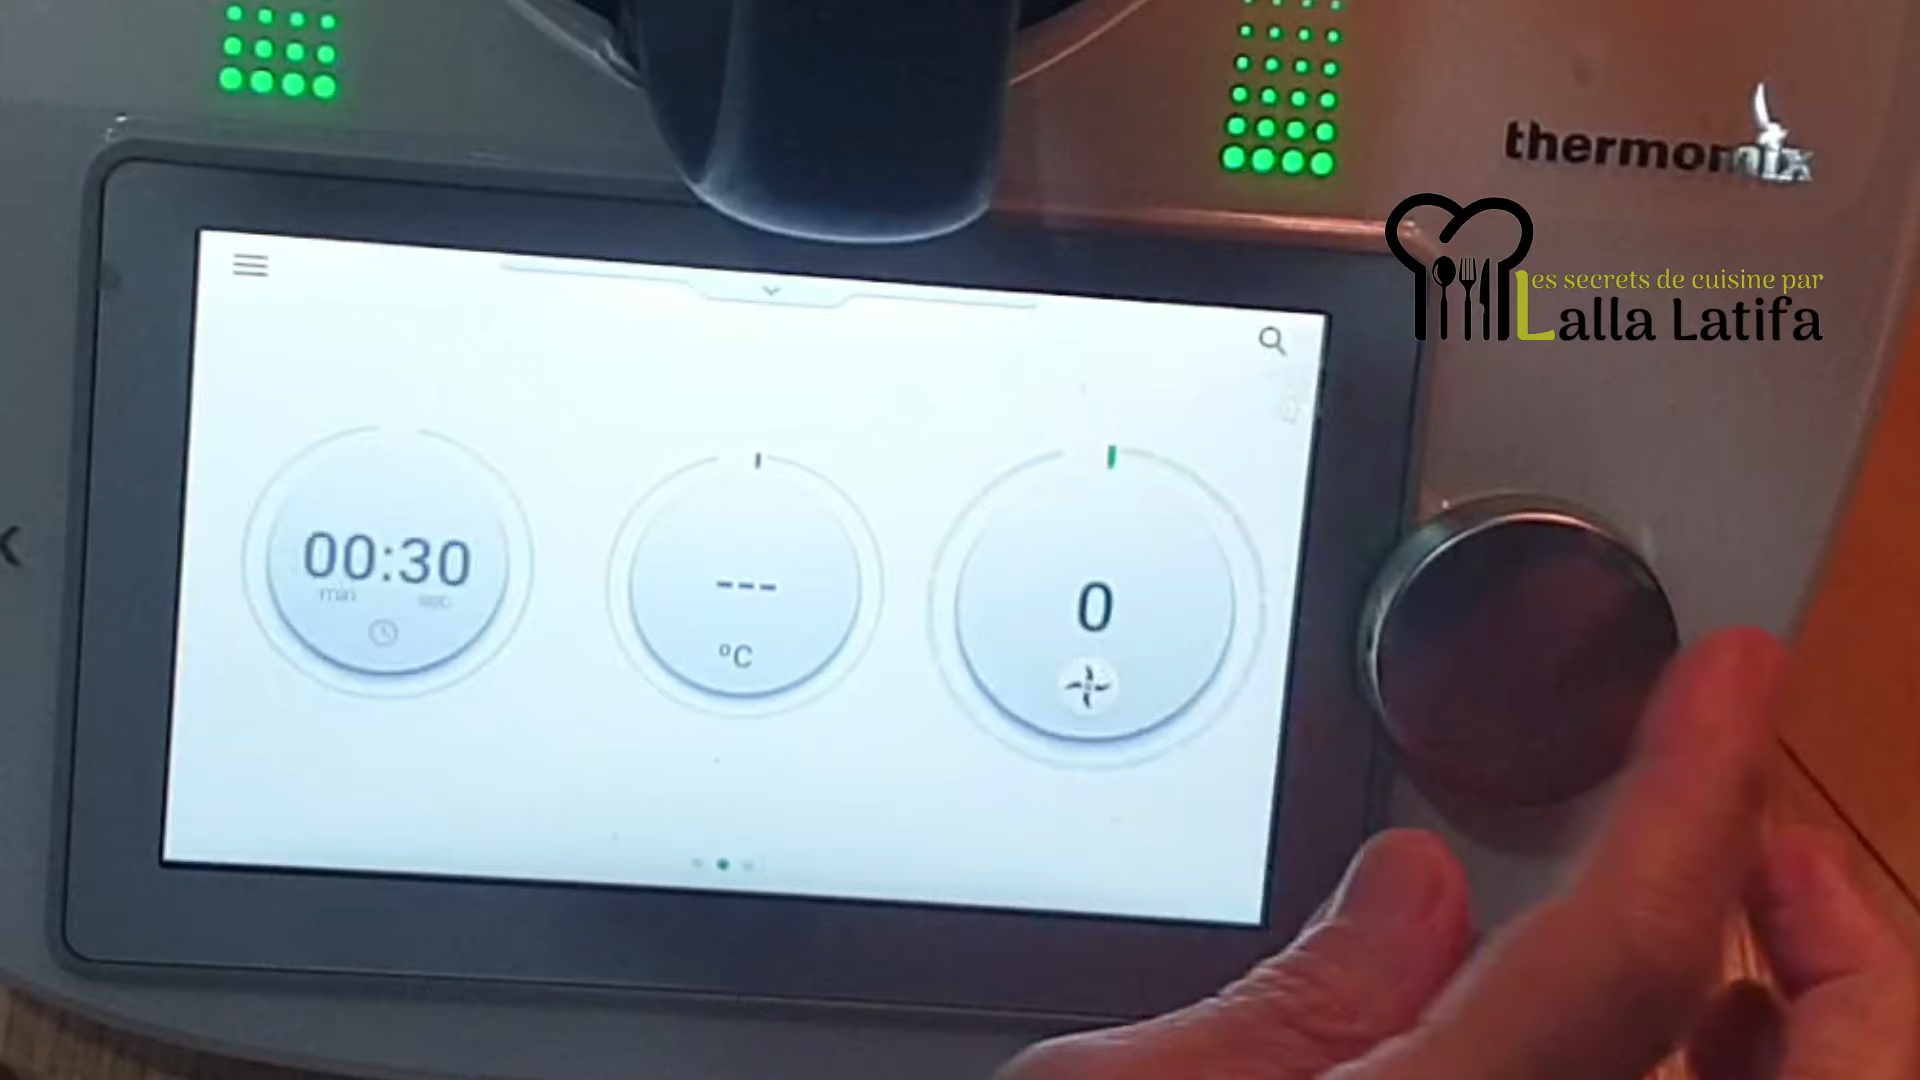 thermomix
Les secrets de cuisine par
Lalla Latifa
00:30
min sec
---
°C
0